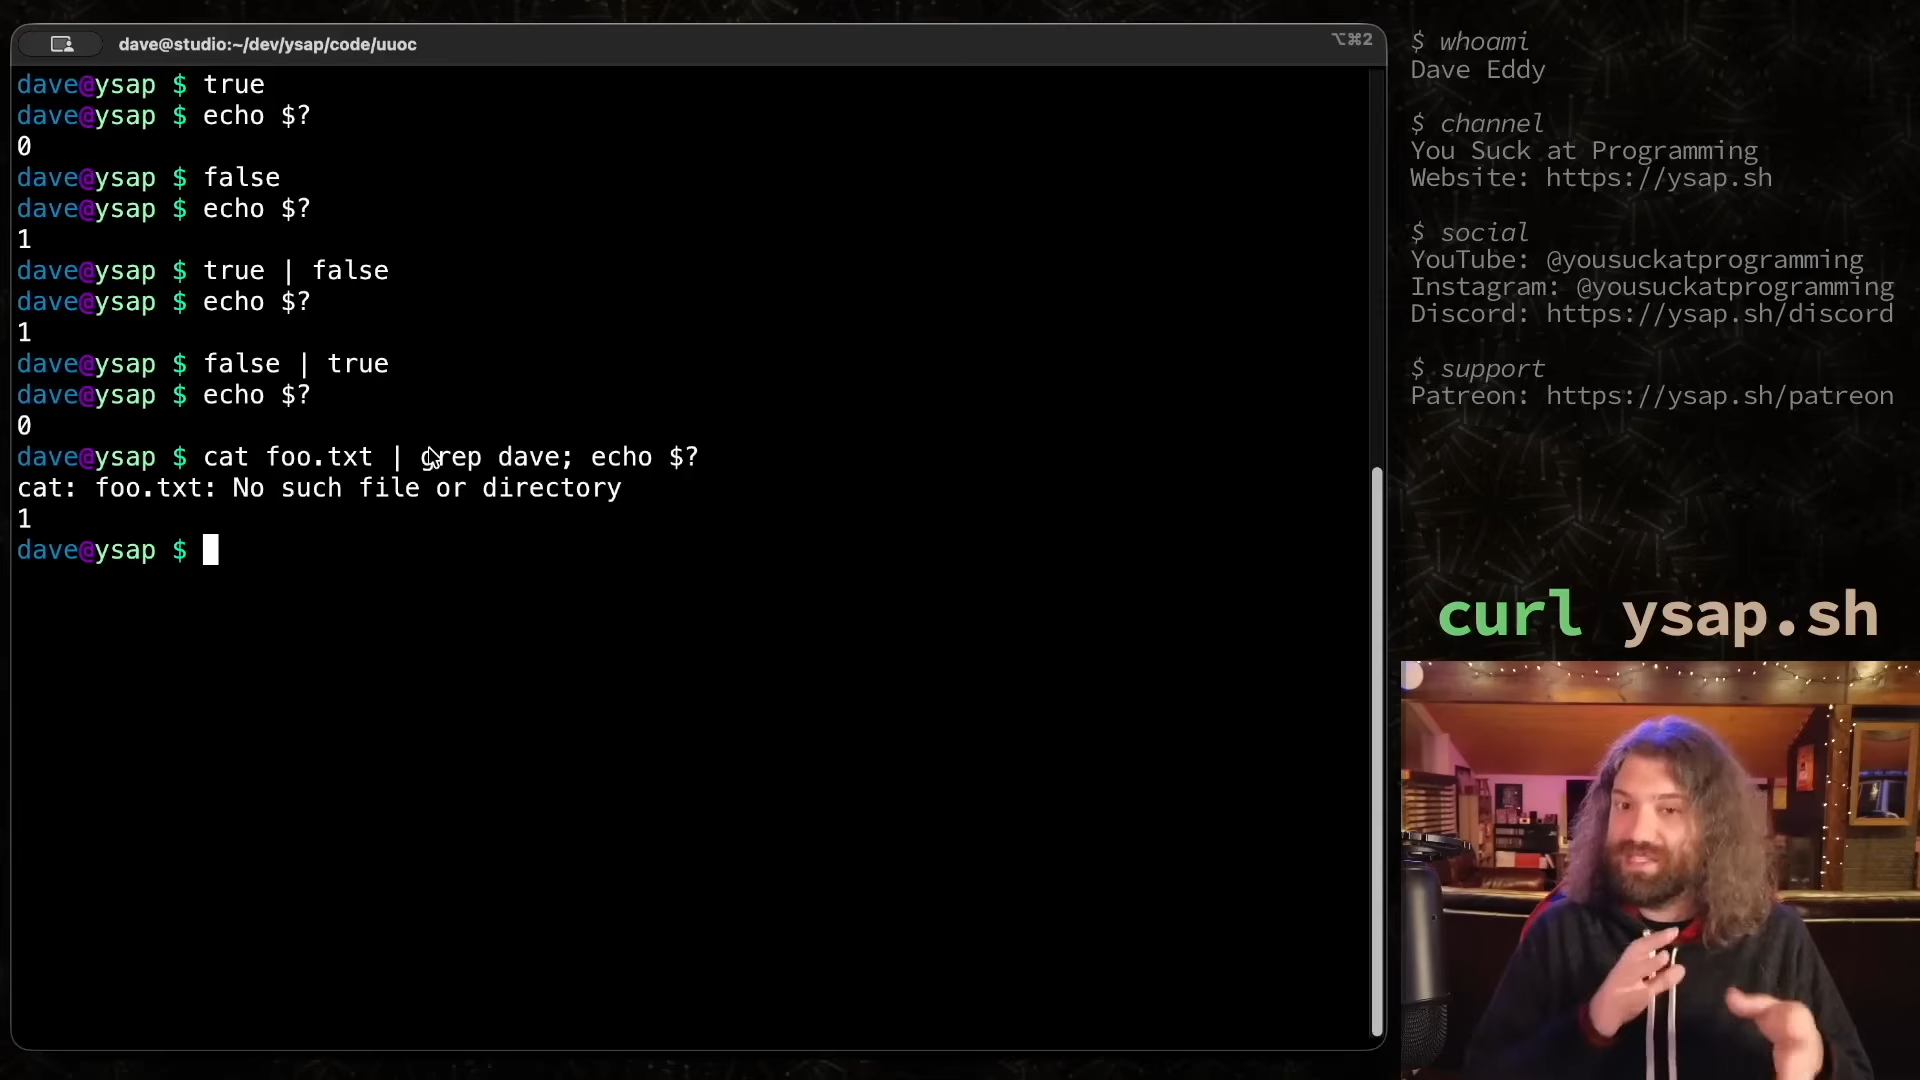 dave@studio:~/dev/ysap/code/uuoc
⌥⌘2
dave@ysap $ true
dave@ysap $ echo $?
0
dave@ysap $ false
dave@ysap $ echo $?
1
dave@ysap $ true | false
dave@ysap $ echo $?
1
dave@ysap $ false | true
dave@ysap $ echo $?
0
dave@ysap $ cat foo.txt | grep dave; echo $?
cat: foo.txt: No such file or directory
1
dave@ysap $
$ whoami
Dave Eddy
$ channel
You Suck at Programming
Website: https://ysap.sh
$ social
YouTube: @yousuckatprogramming
Instagram: @yousuckatprogramming
Discord: https://ysap.sh/discord
$ support
Patreon: https://ysap.sh/patreon
curl ysap.sh